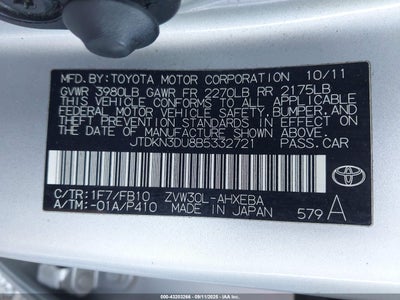 MFD.BY:TOYOTA MOTOR CORPORATION 10/11
GVWR 3980LB GAWR FR 2270LB RR 2175LB
THIS VEHICLE CONFORMS TO ALL APPLICABLE
FEDERAL MOTOR VEHICLE SAFETY, BUMPER, AND
THEFT PREVENTION STANDARDS IN EFFECT ON
THE DATE OF MANUFACTURE SHOWN ABOVE.
JTDKN3DU8B5332721 PASS.CAR
TOYOTA
C/TR:1F7/FB10 ZVW30L-AHXEBA
A/TM:-01A/P410 MADE IN JAPAN 579 A
000-43203266 - 09/11/2025 - IAAI.COM